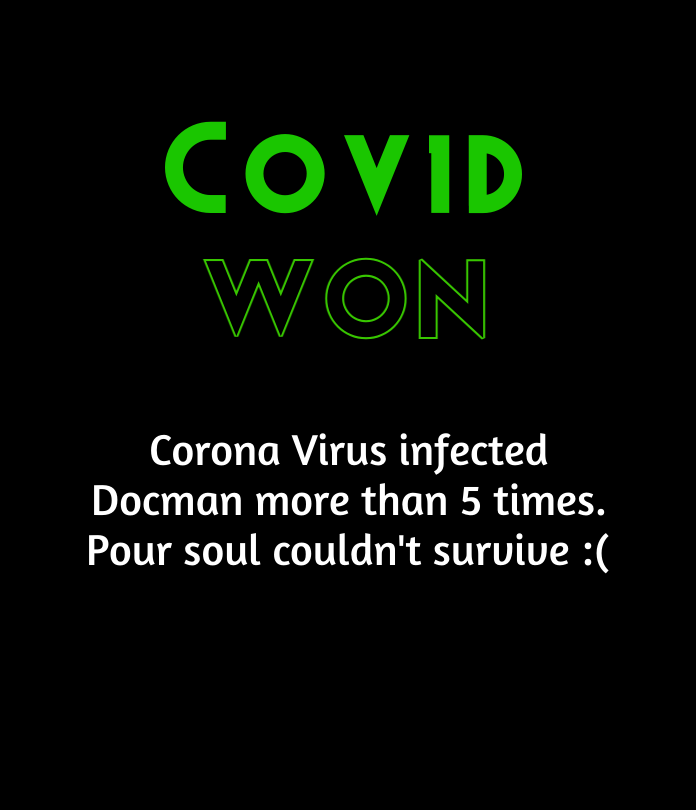 Covid
WON
Corona Virus infected
Docman more than 5 times.
Pour soul couldn't survive :(